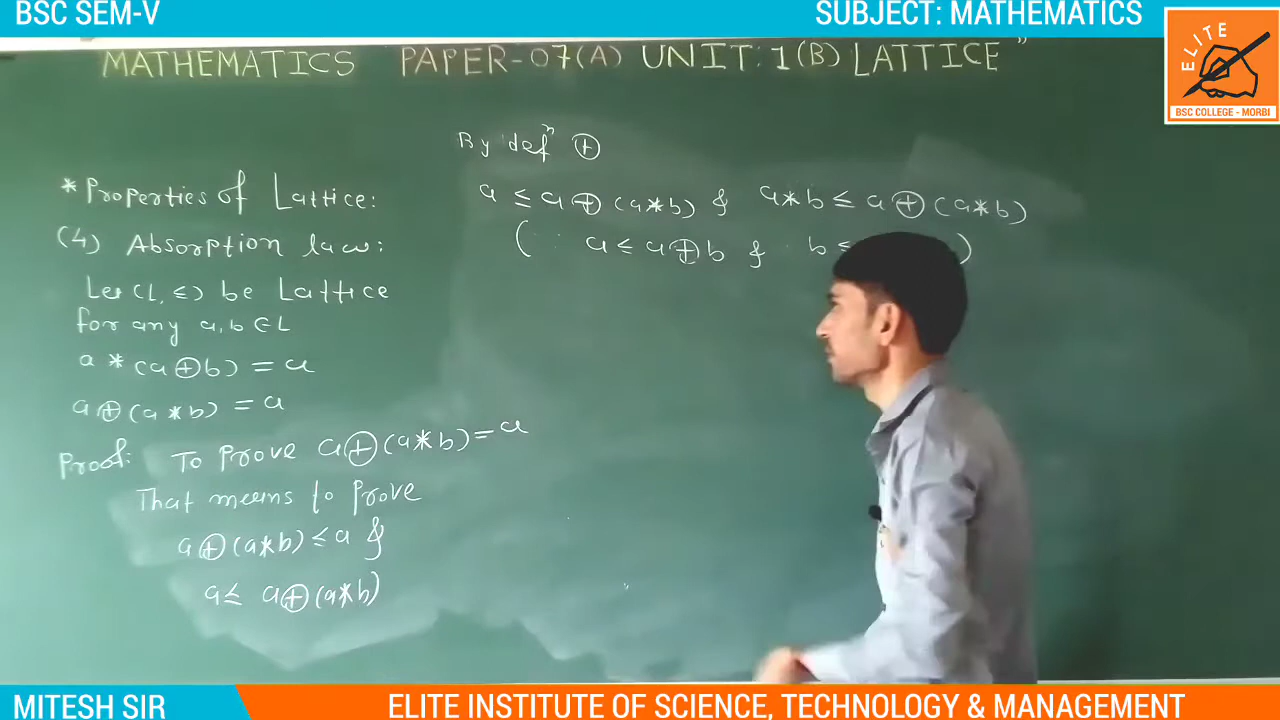 BSC SEM-V
SUBJECT: MATHEMATICS
ELITE
BSC COLLEGE - MORBI
MATHEMATICS PAPER-07(A) UNIT: 1(B) LATTICE"
* Properties of Lattice:
(4) Absorption law:
Let (L, ≤) be Lattice
for any a, b ∈ L
a * (a ⊕ b) = a
a ⊕ (a * b) = a
Proof: To Prove a ⊕ (a * b) = a
That means to Prove
a ⊕ (a * b) ≤ a &
a ≤ a ⊕ (a * b)
By defⁿ ⊕
a ≤ a ⊕ (a * b) & a * b ≤ a ⊕ (a * b)
(∵ a ≤ a ⊕ b & b ≤ )
MITESH SIR
ELITE INSTITUTE OF SCIENCE, TECHNOLOGY & MANAGEMENT